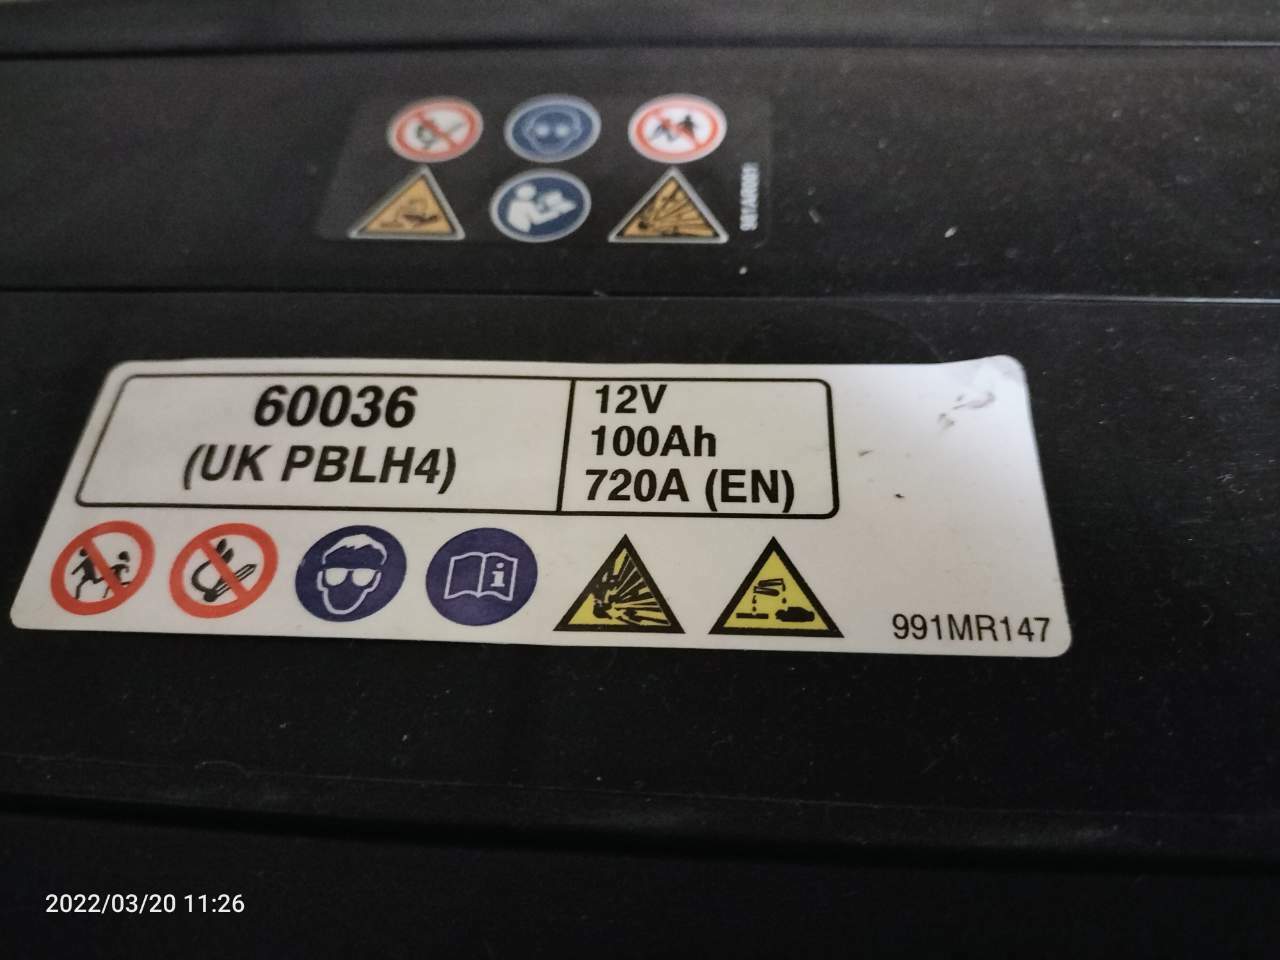 60036
(UK PBLH4)
12V
100Ah
720A (EN)
991MR147
2022/03/20 11:26